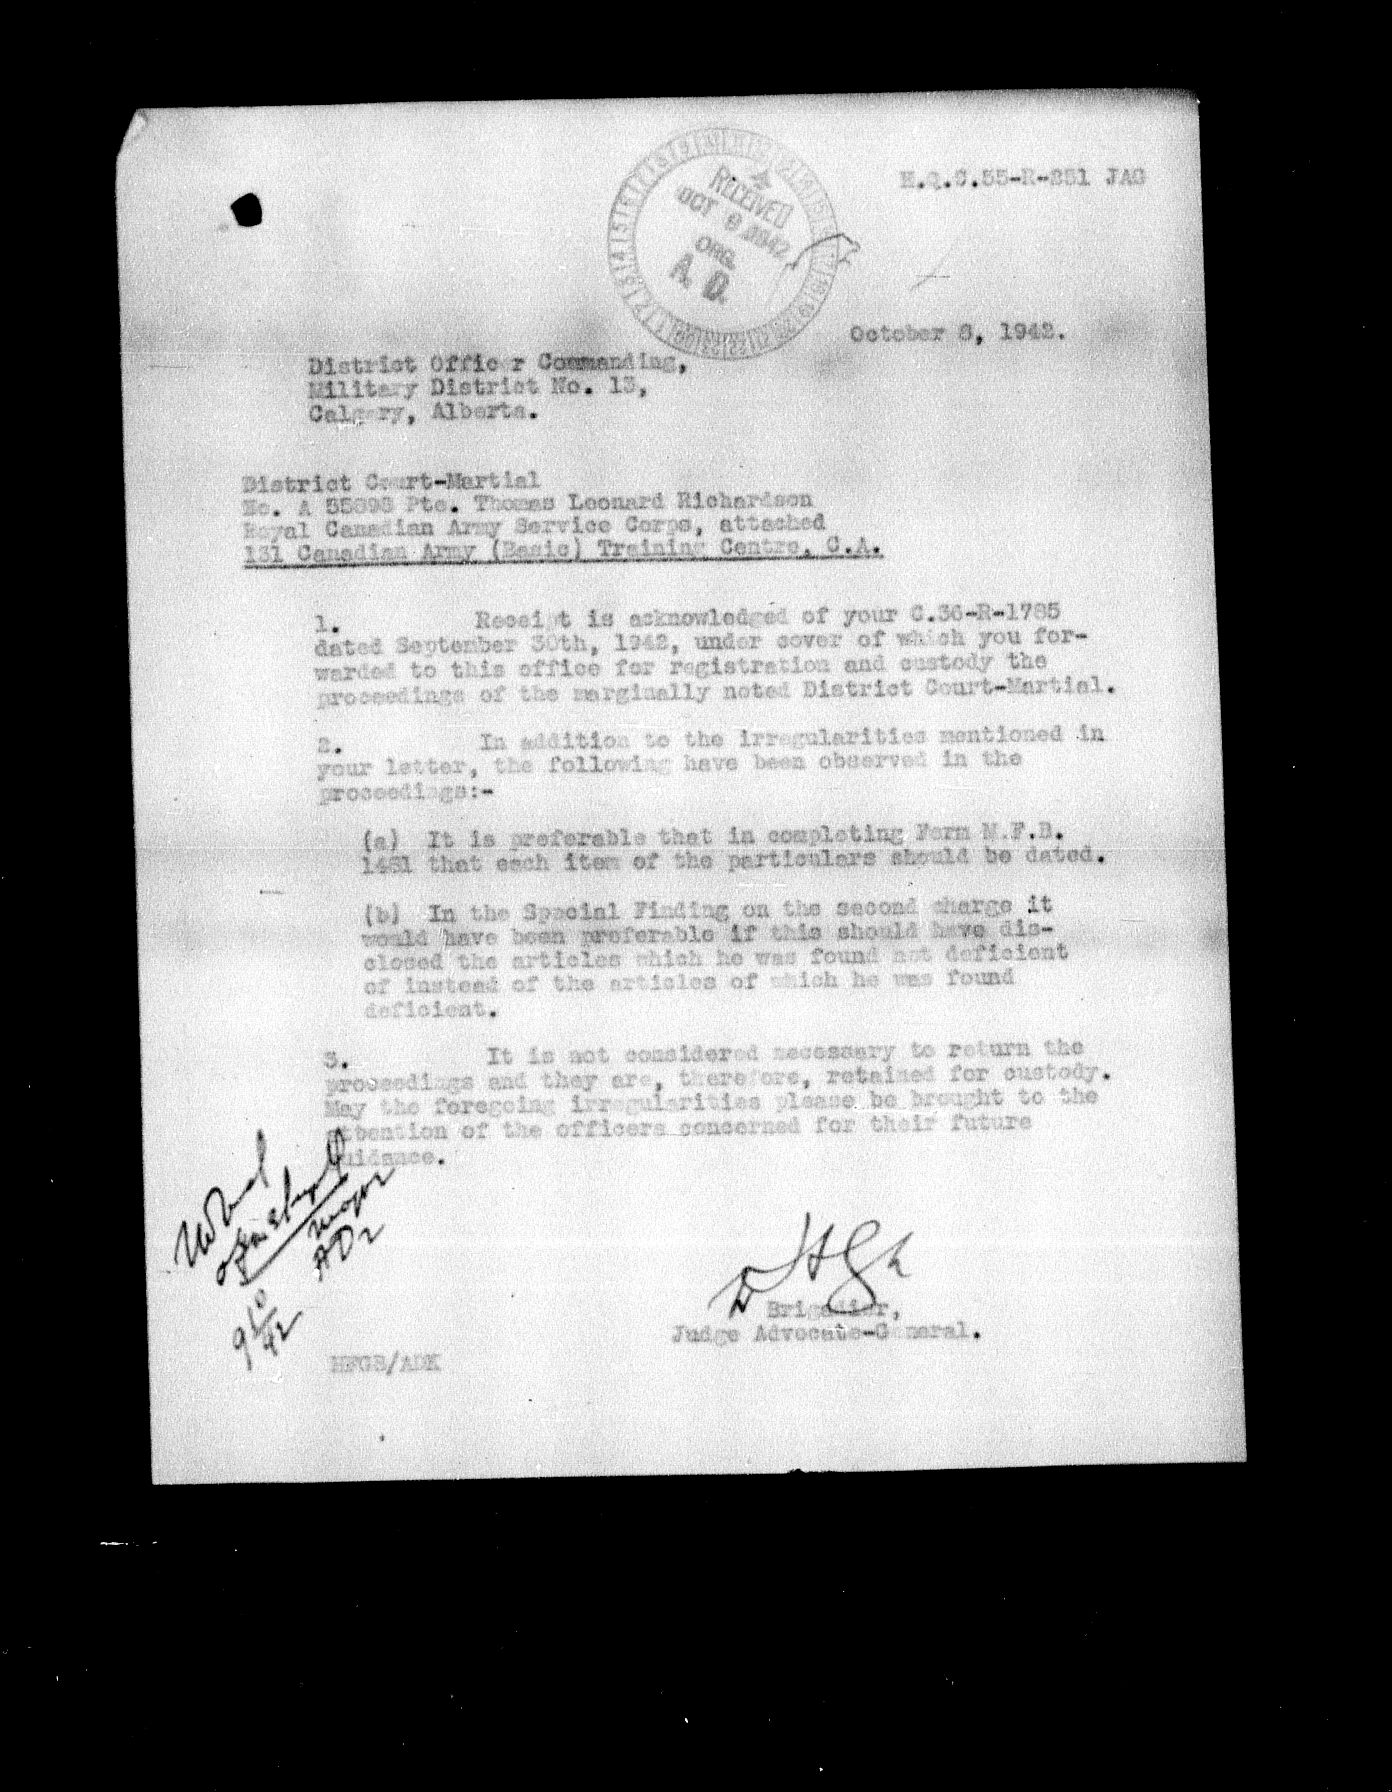 H.Q.C.55-R-351 JAG
RECEIVED
OCT 9 1942
ORG.
A. D.
October 8, 1942.
District Officer Commanding,
Military District No. 13,
Calgary, Alberta.
District Court-Martial
No. A Pte. Thomas Leonard Richardson
Royal Canadian Army Service Corps, attached
131 Canadian Army (Basic) Training Centre, C.A.
1. Receipt is acknowledged of your C.36-R-1785
dated September 30th, 1942, under cover of which you for-
warded to this office for registration and custody the
proceedings of the marginally noted District Court-Martial.
2. In addition to the irregularities mentioned in
your letter, the following have been observed in the
proceedings:-
(a) It is preferable that in completing Form M.F.B.
that each item of the particulars should be dated.
(b) In the Special Finding on the second charge it
would have been preferable if this should have dis-
closed the articles which he was found not deficient
of instead of the articles of which he was found
deficient.
3. It is not considered necessary to return the
proceedings and they are, therefore, retained for custody.
May the foregoing irregularities please be brought to the
attention of the officers concerned for their future
guidance.
Major
AD2
9/10/42
Brigadier,
Judge Advocate-General.